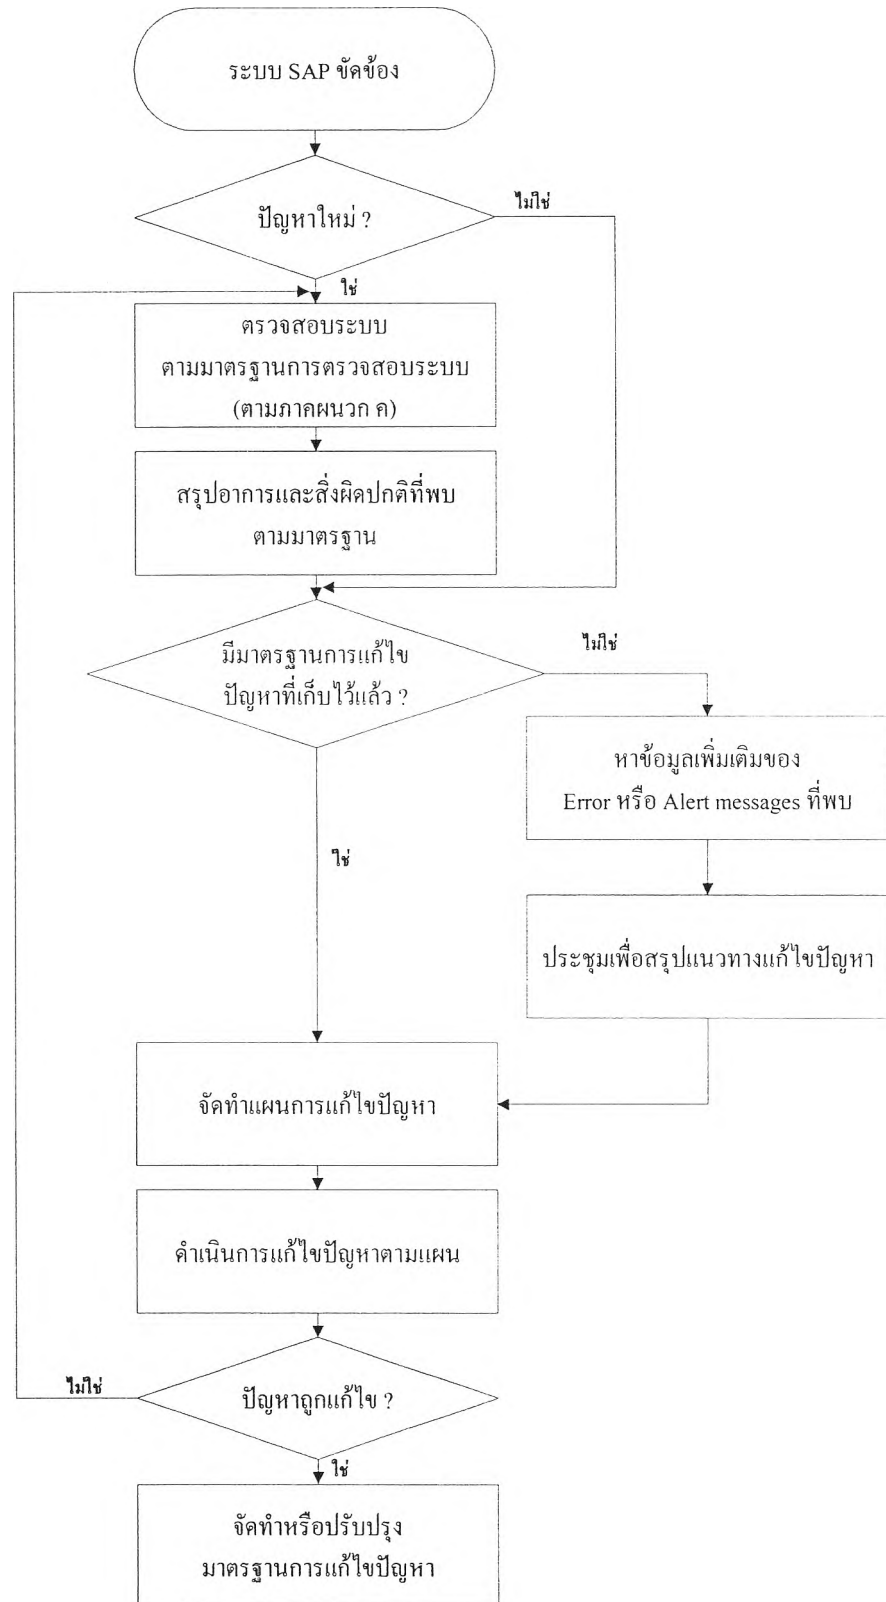 ระบบ SAP ขัดข้อง
ปัญหาใหม่ ?
ไม่ใช่
ใช่
ตรวจสอบระบบ
ตามมาตรฐานการตรวจสอบระบบ
(ตามภาคผนวก ค)
สรุปอาการและสิ่งผิดปกติที่พบ
ตามมาตรฐาน
มีมาตรฐานการแก้ไข
ปัญหาที่เก็บไว้แล้ว ?
ไม่ใช่
หาข้อมูลเพิ่มเติมของ
Error หรือ Alert messages ที่พบ
ใช่
ประชุมเพื่อสรุปแนวทางแก้ไขปัญหา
จัดทำแผนการแก้ไขปัญหา
ดำเนินการแก้ไขปัญหาตามแผน
ไม่ใช่
ปัญหาถูกแก้ไข ?
ใช่
จัดทำหรือปรับปรุง
มาตรฐานการแก้ไขปัญหา